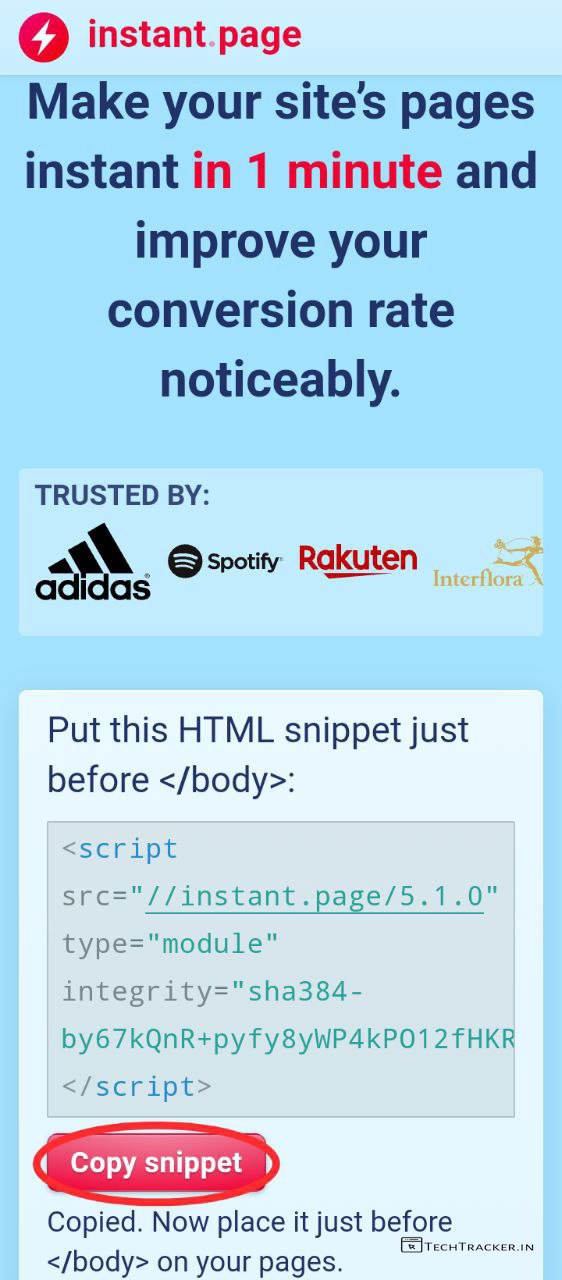 instant.page
Make your site’s pages
instant in 1 minute and
improve your
conversion rate
noticeably.
TRUSTED BY:
adidas
Spotify
Rakuten
Interflora
Put this HTML snippet just
before </body>:
<script
src="//instant.page/5.1.0"
type="module"
integrity="sha384-
by67kQnR+pyfy8yWP4kPO12fHKR
</script>
Copy snippet
Copied. Now place it just before
</body> on your pages.
TECHTRACKER.IN